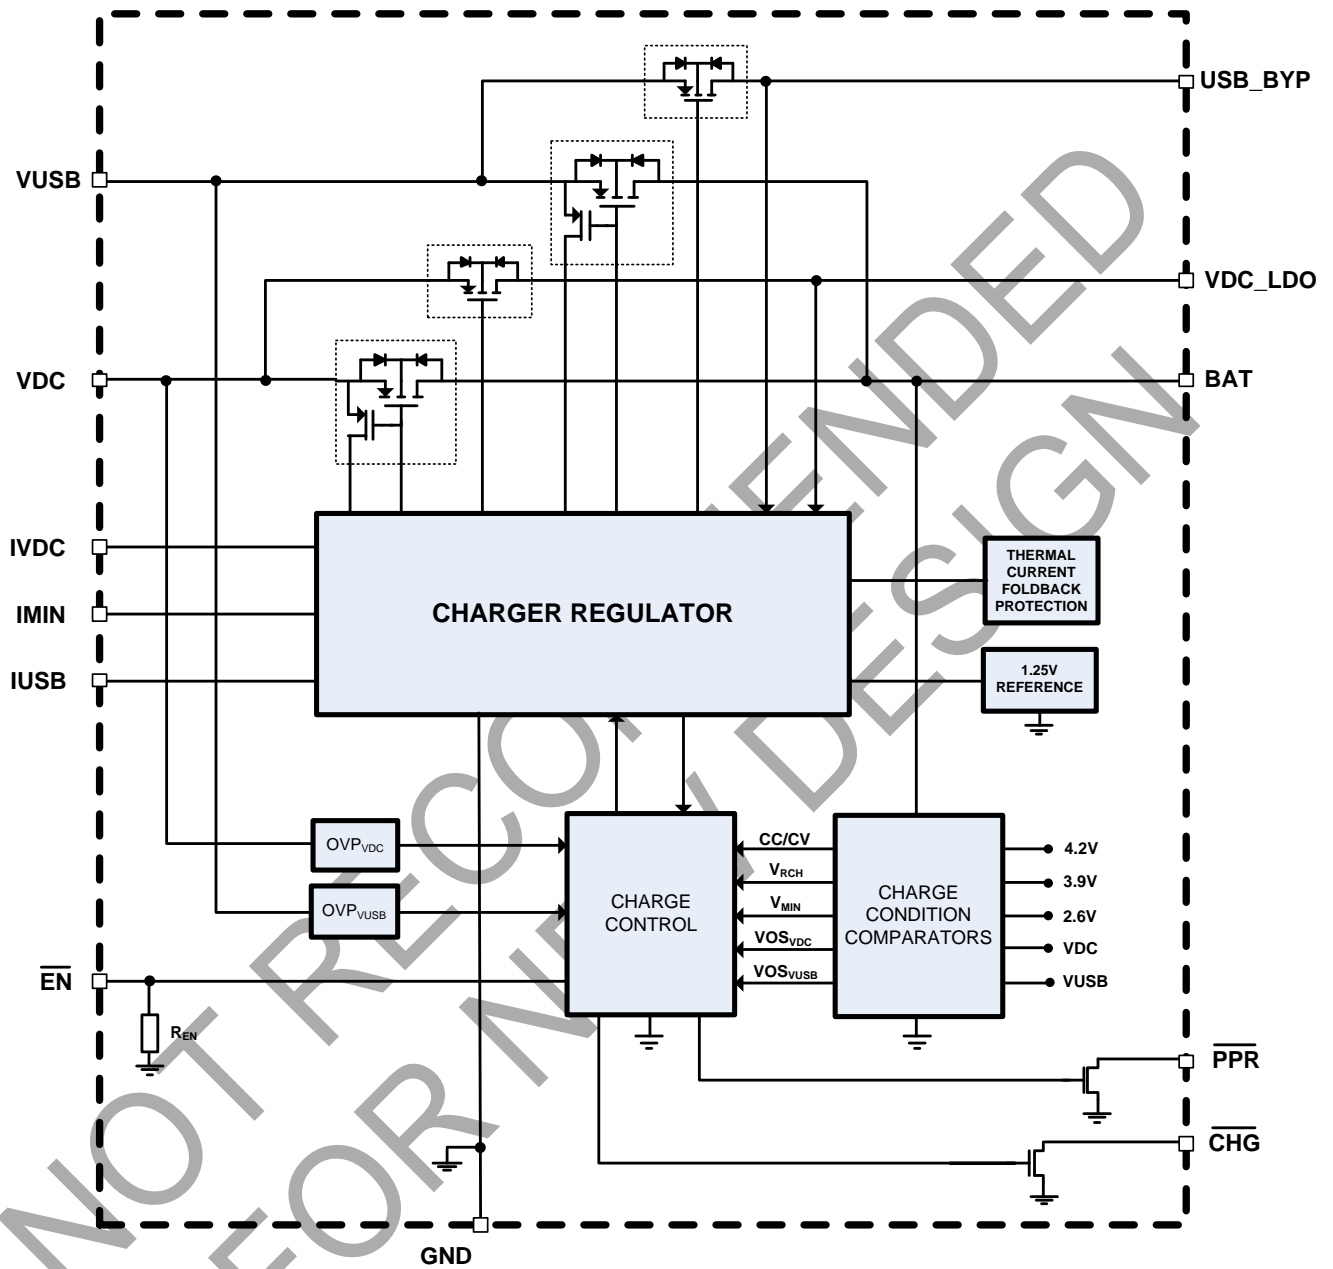 USB_BYP
VUSB
VDC_LDO
VDC
BAT
IVDC
IMIN
IUSB
CHARGER REGULATOR
THERMAL
CURRENT
FOLDBACK
PROTECTION
1.25V
REFERENCE
OVPVDC
OVPVUSB
CHARGE
CONTROL
CC/CV
VRCH
VMIN
VOSVDC
VOSVUSB
CHARGE
CONDITION
COMPARATORS
4.2V
3.9V
2.6V
VDC
VUSB
EN
REN
PPR
CHG
GND
NOT RECOMMENDED
FOR NEW DESIGN